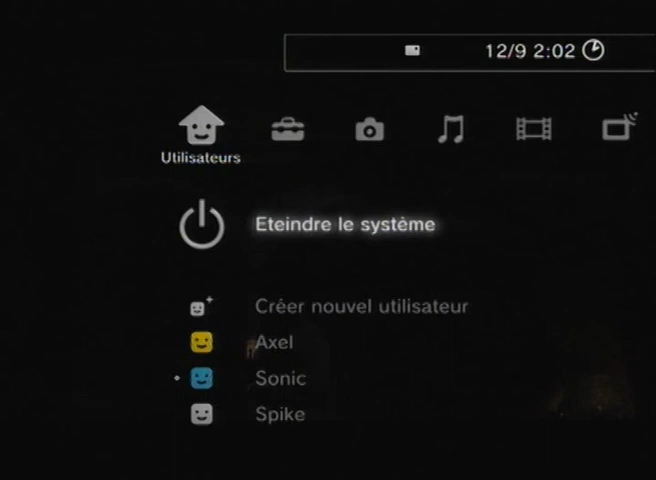 12/9 2:02
Utilisateurs
Eteindre le système
Créer nouvel utilisateur
Axel
Sonic
Spike